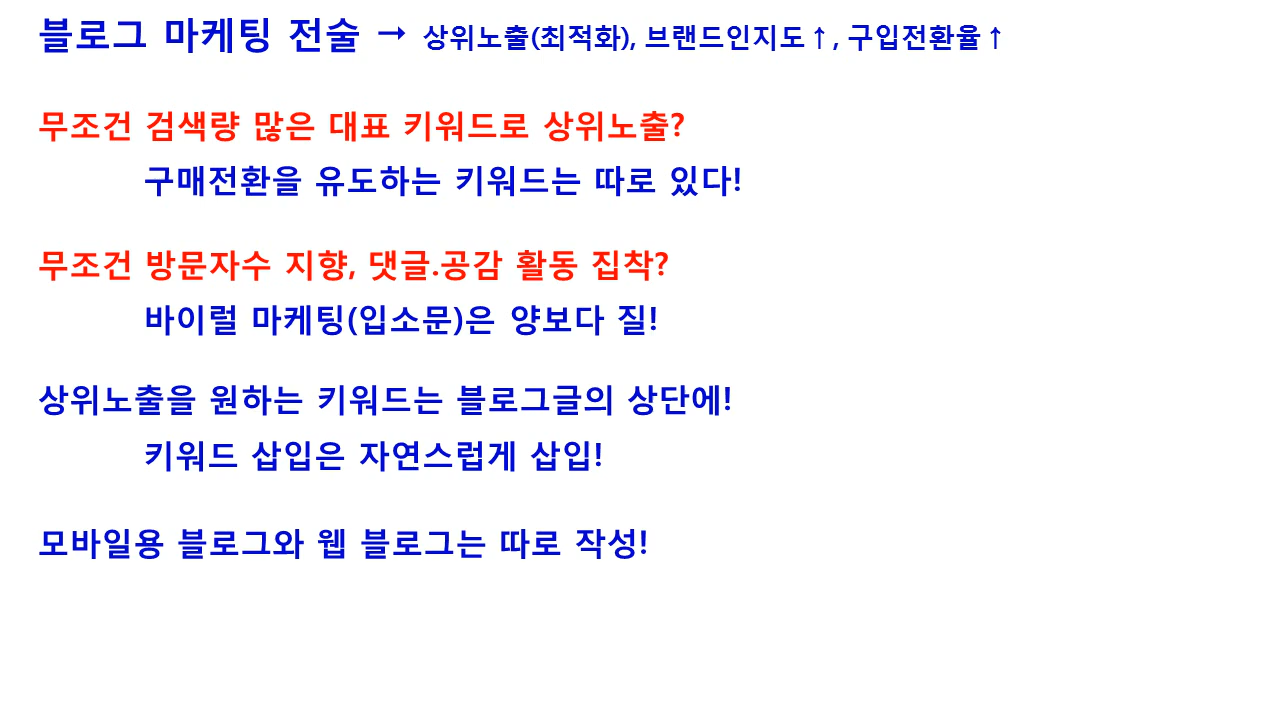 블로그 마케팅 전술 → 상위노출(최적화), 브랜드인지도↑, 구입전환율↑
무조건 검색량 많은 대표 키워드로 상위노출?
구매전환을 유도하는 키워드는 따로 있다!
무조건 방문자수 지향, 댓글.공감 활동 집착?
바이럴 마케팅(입소문)은 양보다 질!
상위노출을 원하는 키워드는 블로그글의 상단에!
키워드 삽입은 자연스럽게 삽입!
모바일용 블로그와 웹 블로그는 따로 작성!